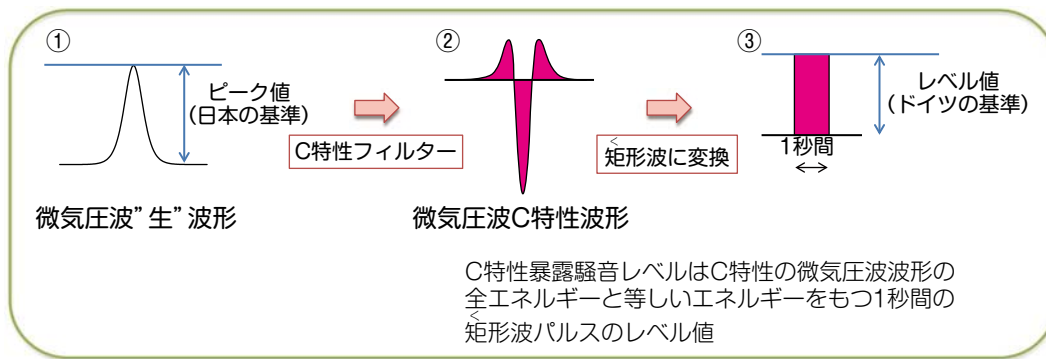 ①
ピーク値
(日本の基準)
微気圧波”生”波形
C特性フィルター
②
微気圧波C特性波形
く
矩形波に変換
③
レベル値
(ドイツの基準)
1秒間
C特性暴露騒音レベルはC特性の微気圧波波形の
全エネルギーと等しいエネルギーをもつ1秒間の
く
矩形波パルスのレベル値